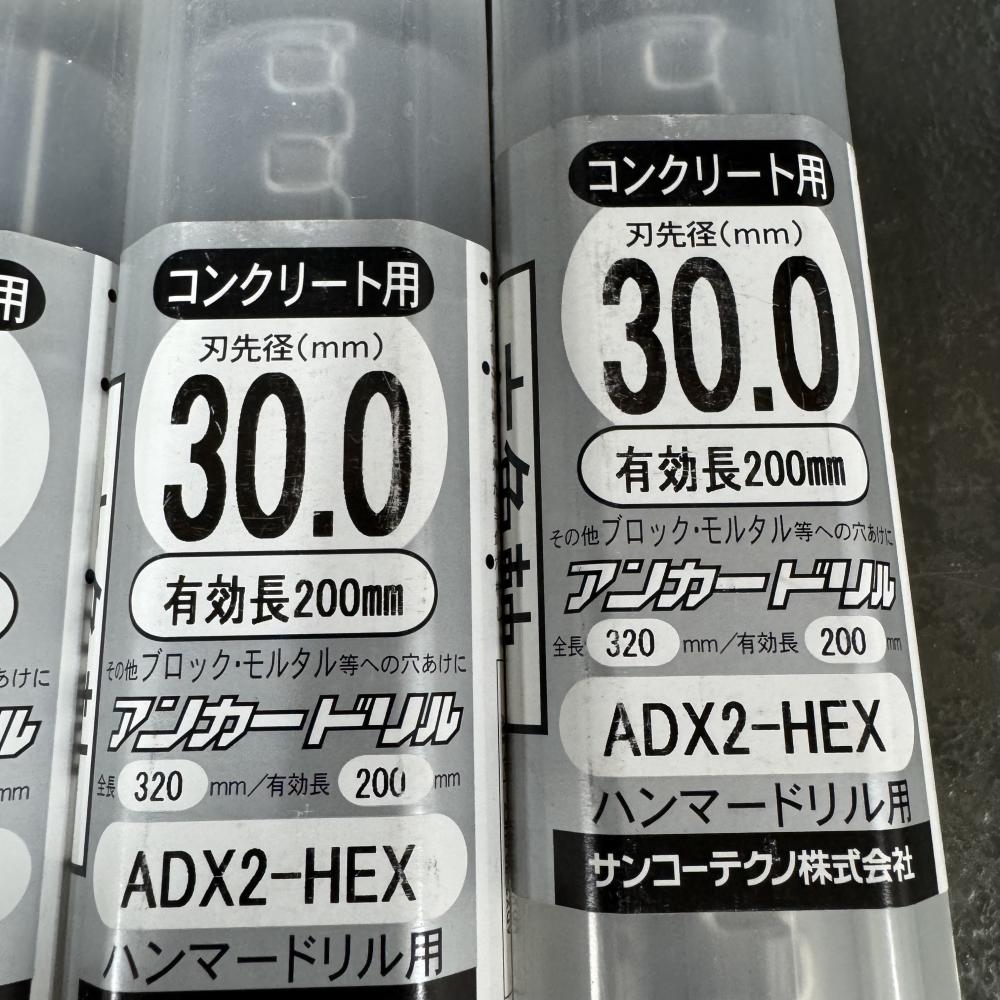 コンクリート用
刃先径(mm)
30.0
有効長200mm
その他ブロック・モルタル等への穴あけに
アンカードリル
全長 320 mm/有効長 200 mm
ADX2-HEX
ハンマードリル用
サンコーテクノ株式会社
コンクリート用
刃先径(mm)
30.0
有効長200mm
その他ブロック・モルタル等への穴あけに
アンカードリル
全長 320 mm/有効長 200 mm
ADX2-HEX
ハンマードリル用
用
あけに
ル
mm